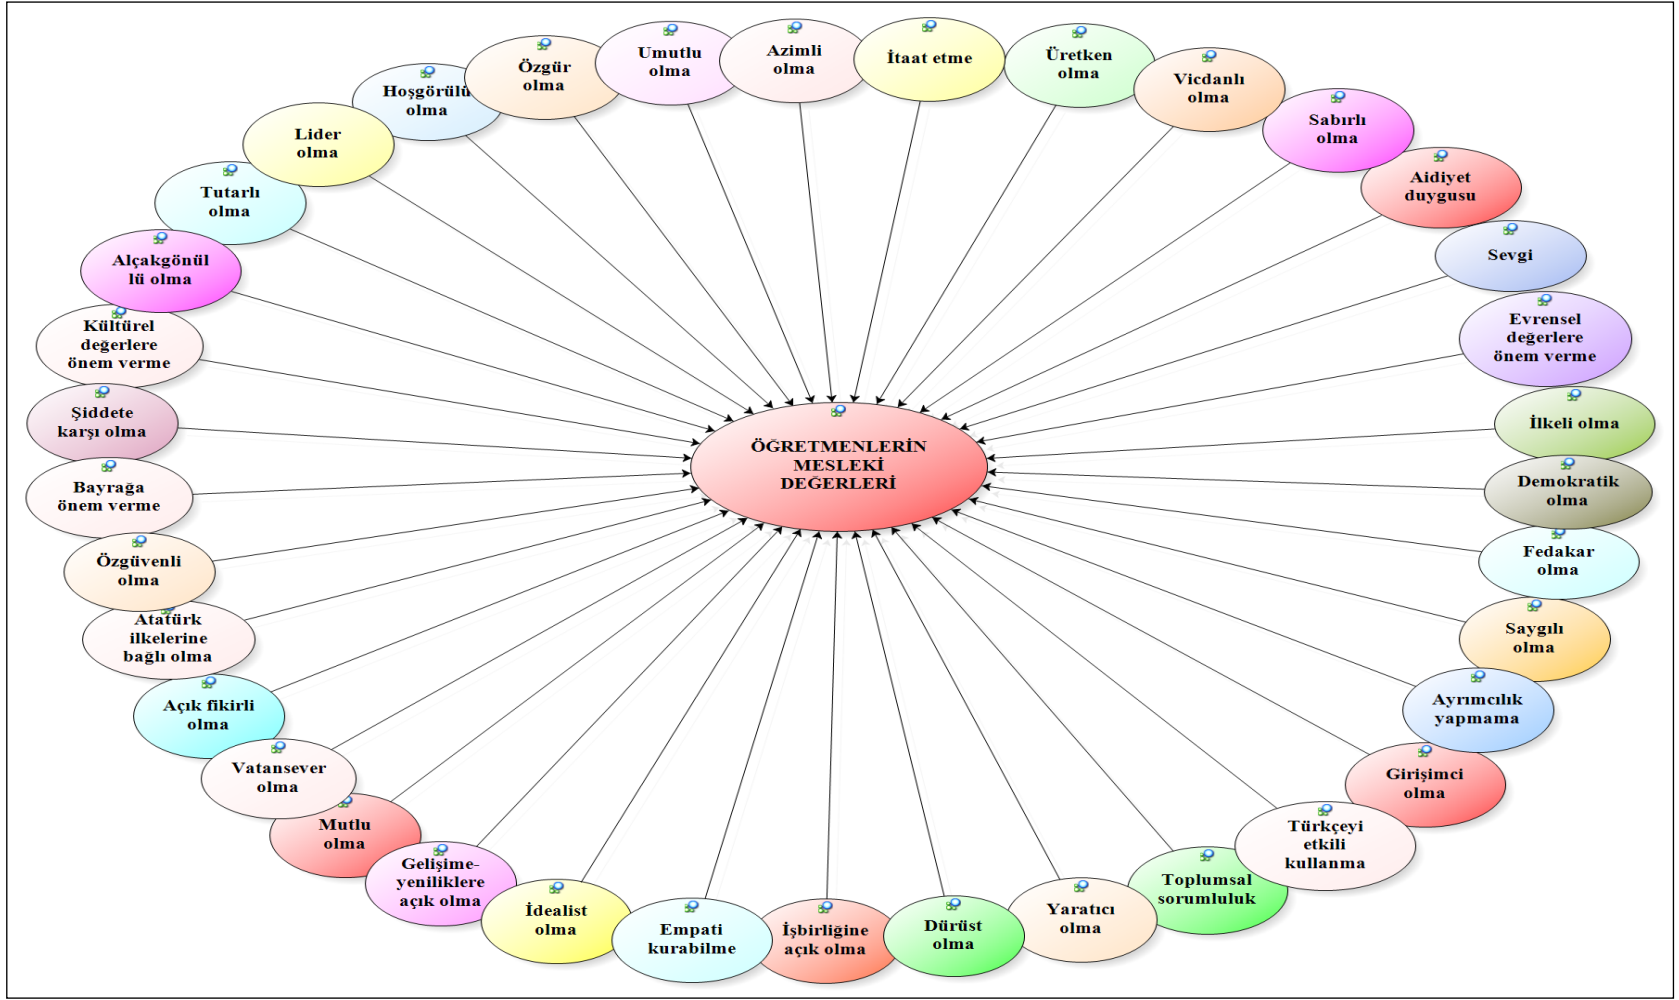 Umutlu
olma
Azimli
olma
İtaat etme
Üretken
olma
Vicdanlı
olma
Sabırlı
olma
Aidiyet
duygusu
Sevgi
Evrensel
değerlere
önem verme
İlkeli olma
Demokratik
olma
Fedakar
olma
Saygılı
olma
Ayrımcılık
yapmama
Girişimci
olma
Türkçeyi
etkili
kullanma
Toplumsal
sorumluluk
Yaratıcı
olma
Dürüst
olma
İşbirliğine
açık olma
Empati
kurabilme
İdealist
olma
Gelişime-
yeniliklere
açık olma
Mutlu
olma
Vatansever
olma
Açık fikirli
olma
Atatürk
ilkelerine
bağlı olma
Özgüvenli
olma
Bayrağa
önem verme
Şiddete
karşı olma
Kültürel
değerlere
önem verme
Alçakgönül
lü olma
Tutarlı
olma
Lider
olma
Hoşgörülü
olma
Özgür
olma
ÖĞRETMENLERİN
MESLEKİ
DEĞERLERİ